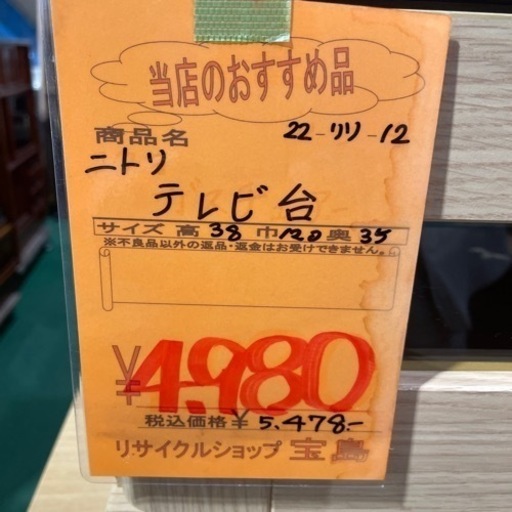 当店のおすすめ品
商品名 22-リリ-12
ニトリ
テレビ台
サイズ 高 38 巾 120 奥 35
※不良品以外の返品・返金はお受けできません。
¥4,980
税込価格¥5,478-
リサイクルショップ 宝島